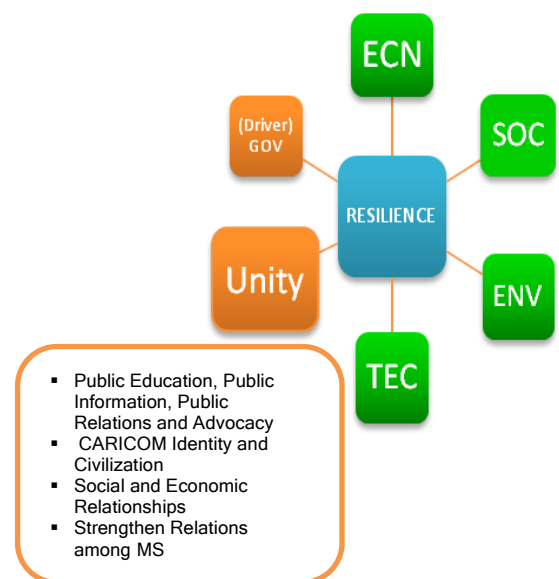 ECN
(Driver)
GOV
SOC
RESILIENCE
Unity
ENV
TEC
▪ Public Education, Public
Information, Public
Relations and Advocacy
▪ CARICOM Identity and
Civilization
▪ Social and Economic
Relationships
▪ Strengthen Relations
among MS